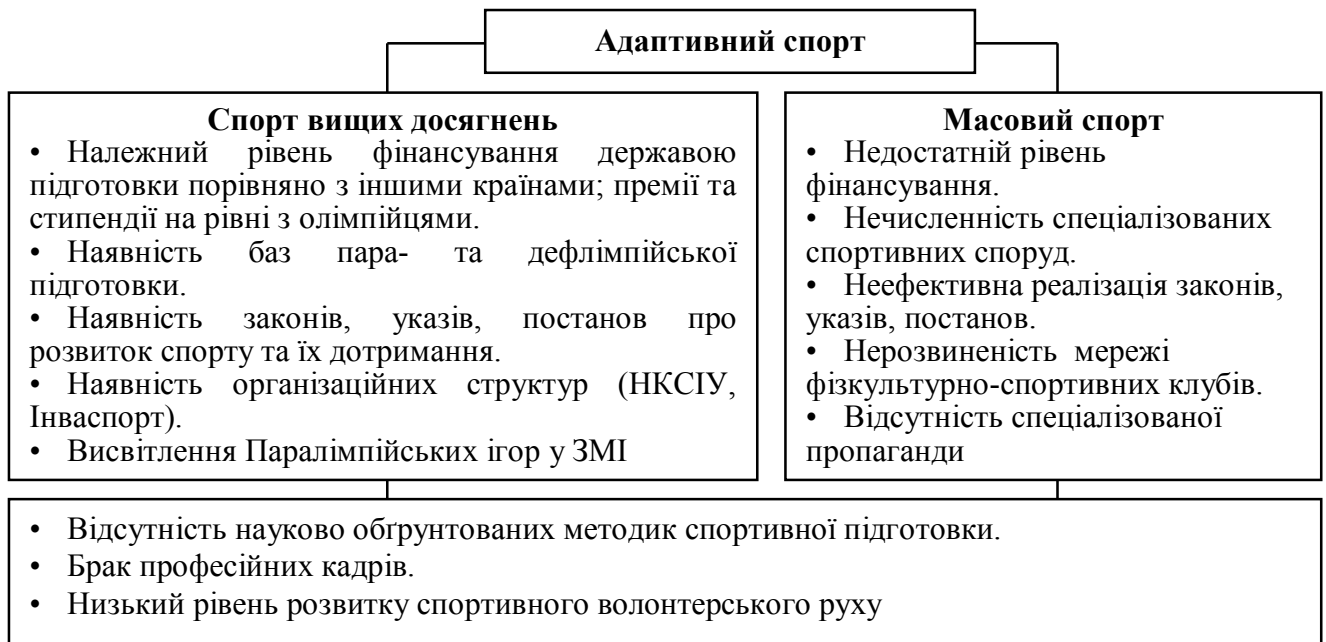 Адаптивний спорт
Спорт вищих досягнень
• Належний рівень фінансування державою
підготовки порівняно з іншими країнами; премії та
стипендії на рівні з олімпійцями.
• Наявність баз пара- та дефлімпійської
підготовки.
• Наявність законів, указів, постанов про
розвиток спорту та їх дотримання.
• Наявність організаційних структур (НКСІУ,
Інваспорт).
• Висвітлення Паралімпійських ігор у ЗМІ
Масовий спорт
• Недостатній рівень
фінансування.
• Нечисленність спеціалізованих
спортивних споруд.
• Неефективна реалізація законів,
указів, постанов.
• Нерозвиненість мережі
фізкультурно-спортивних клубів.
• Відсутність спеціалізованої
пропаганди
• Відсутність науково обґрунтованих методик спортивної підготовки.
• Брак професійних кадрів.
• Низький рівень розвитку спортивного волонтерського руху